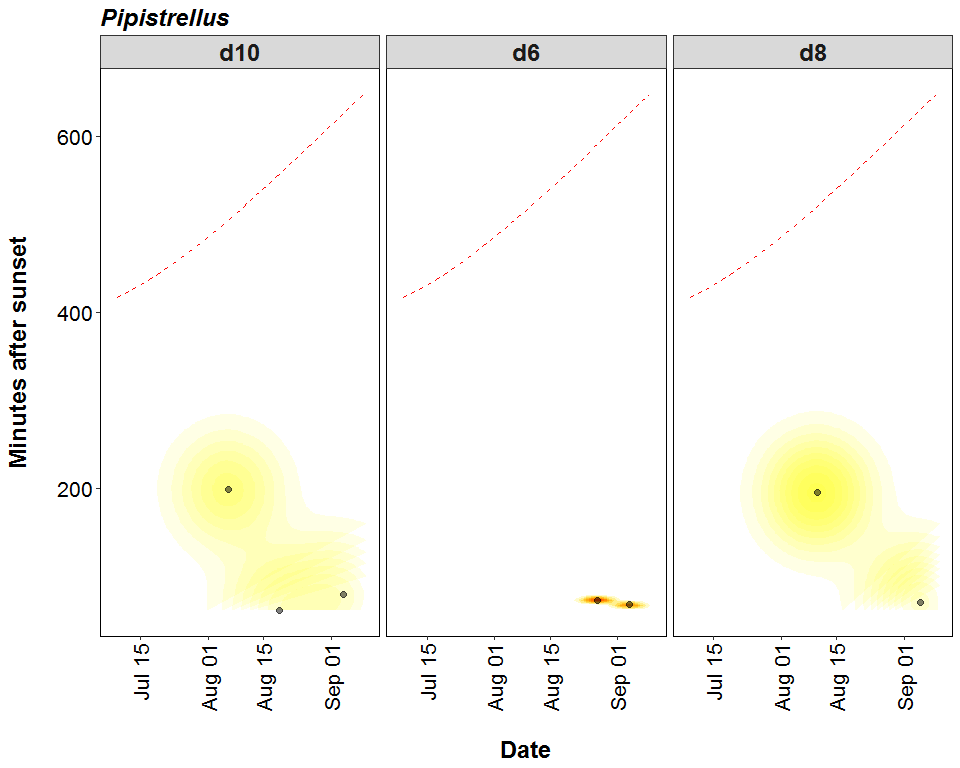 Pipistrellus
d10 d6 d8
Minutes after sunset
600
400
200
Jul 15 Aug 01 Aug 15 Sep 01 Jul 15 Aug 01 Aug 15 Sep 01 Jul 15 Aug 01 Aug 15 Sep 01
Date